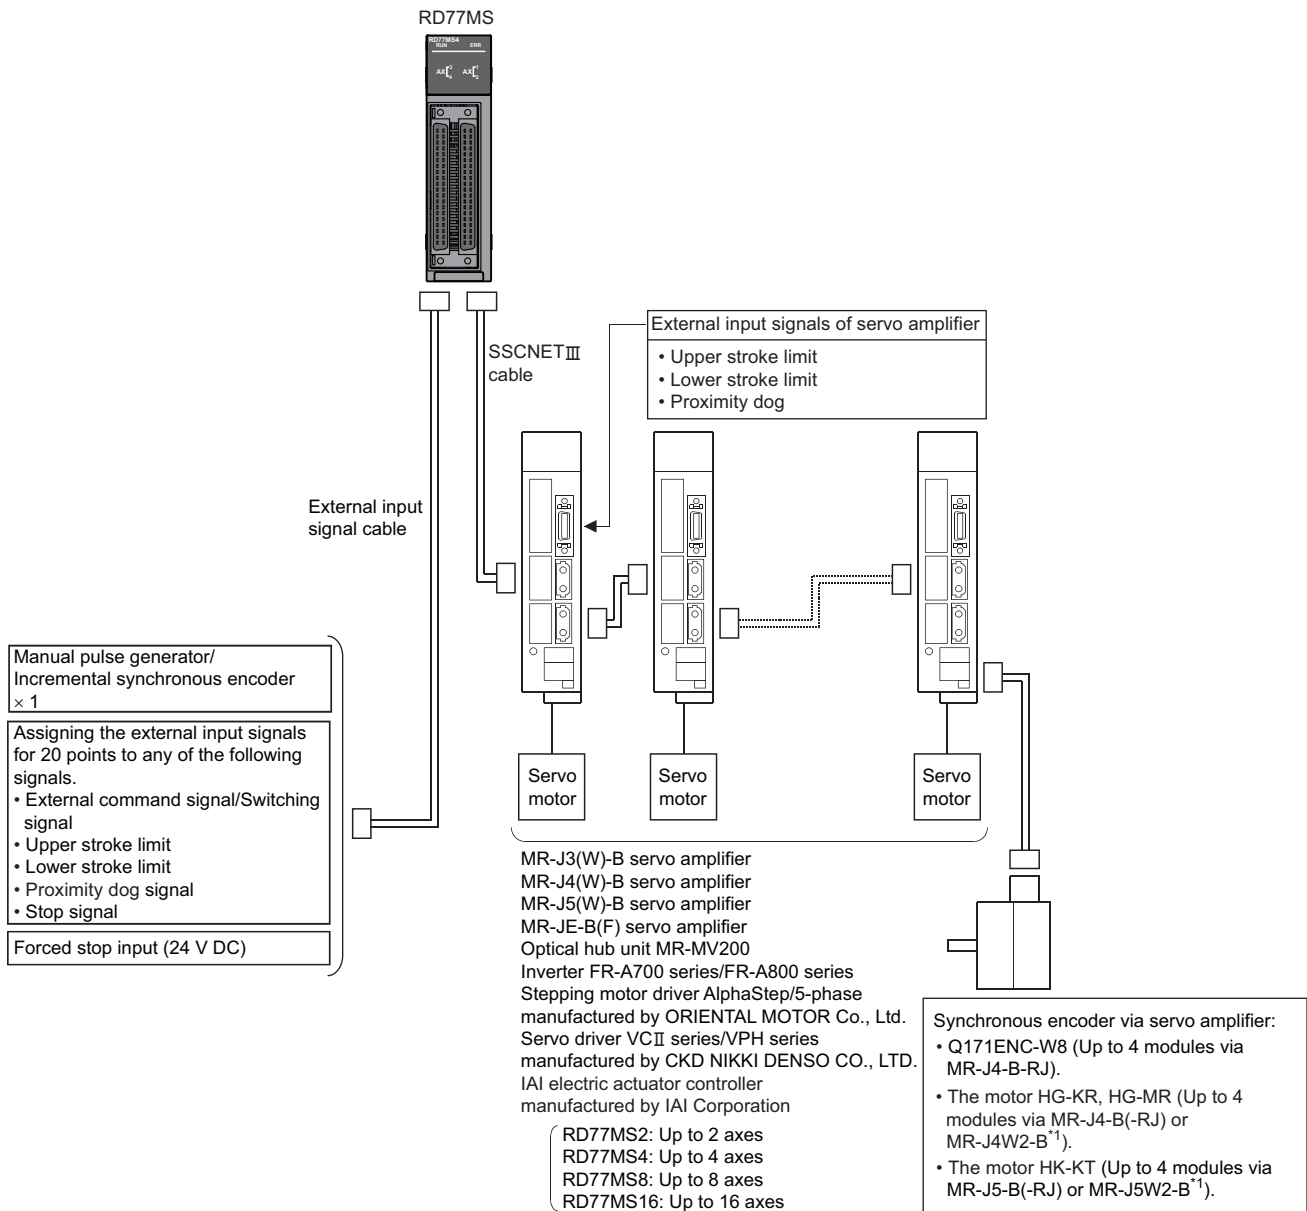 RD77MS
RD77MS4
RUN ERR
AX[3 4 AX[1 2
External input signals of servo amplifier
• Upper stroke limit
• Lower stroke limit
• Proximity dog
SSCNETⅢ
cable
External input
signal cable
Manual pulse generator/
Incremental synchronous encoder
× 1
Assigning the external input signals
for 20 points to any of the following
signals.
• External command signal/Switching
signal
• Upper stroke limit
• Lower stroke limit
• Proximity dog signal
• Stop signal
Forced stop input (24 V DC)
Servo
motor
Servo
motor
Servo
motor
MR-J3(W)-B servo amplifier
MR-J4(W)-B servo amplifier
MR-J5(W)-B servo amplifier
MR-JE-B(F) servo amplifier
Optical hub unit MR-MV200
Inverter FR-A700 series/FR-A800 series
Stepping motor driver AlphaStep/5-phase
manufactured by ORIENTAL MOTOR Co., Ltd.
Servo driver VCⅡ series/VPH series
manufactured by CKD NIKKI DENSO CO., LTD.
IAI electric actuator controller
manufactured by IAI Corporation
RD77MS2: Up to 2 axes
RD77MS4: Up to 4 axes
RD77MS8: Up to 8 axes
RD77MS16: Up to 16 axes
Synchronous encoder via servo amplifier:
• Q171ENC-W8 (Up to 4 modules via
MR-J4-B-RJ).
• The motor HG-KR, HG-MR (Up to 4
modules via MR-J4-B(-RJ) or
MR-J4W2-B*1).
• The motor HK-KT (Up to 4 modules via
MR-J5-B(-RJ) or MR-J5W2-B*1).